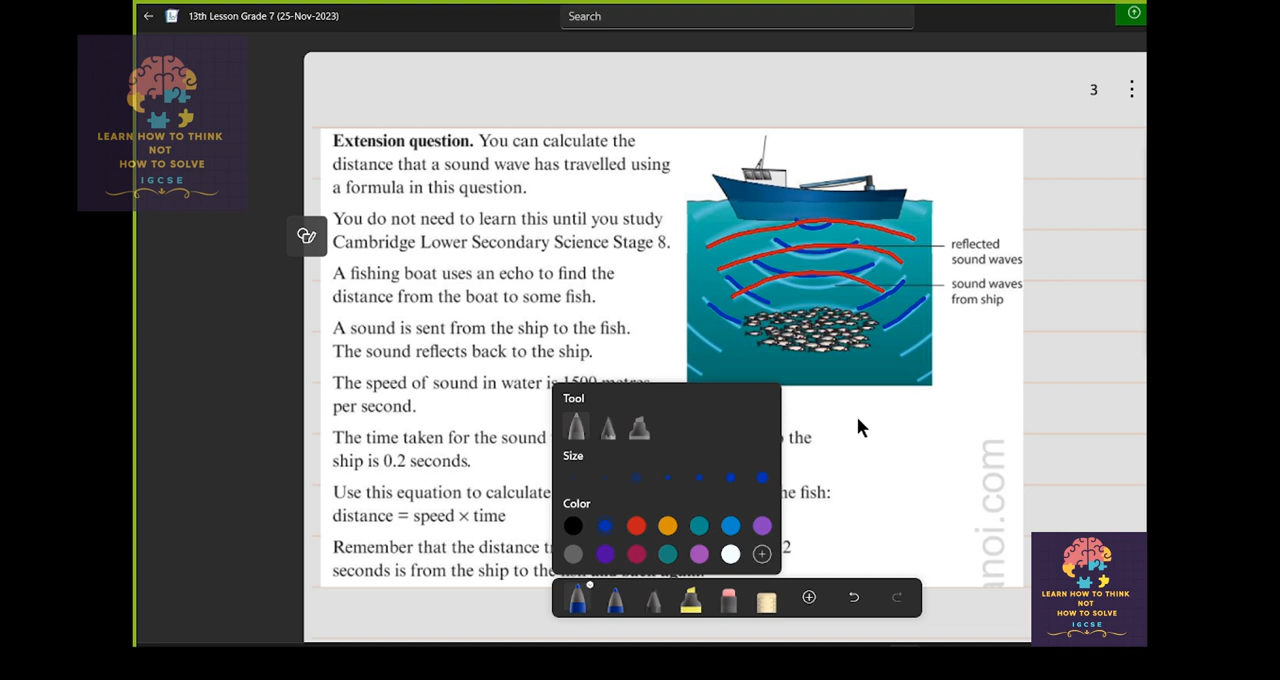 13th Lesson Grade 7 (25-Nov-2023)
Search
LEARN HOW TO THINK
NOT
HOW TO SOLVE
IGCSE
3
Extension question. You can calculate the
distance that a sound wave has travelled using
a formula in this question.
You do not need to learn this until you study
Cambridge Lower Secondary Science Stage 8.
A fishing boat uses an echo to find the
distance from the boat to some fish.
A sound is sent from the ship to the fish.
The sound reflects back to the ship.
The speed of sound in water is 1500 metres
per second.
The time taken for the sound the
ship is 0.2 seconds.
Use this equation to calculate the fish:
distance = speed × time
Remember that the distance 2
seconds is from the ship to the
reflected
sound waves
sound waves
from ship
anoi.com
Tool
Size
Color
LEARN HOW TO THINK
NOT
HOW TO SOLVE
IGCSE